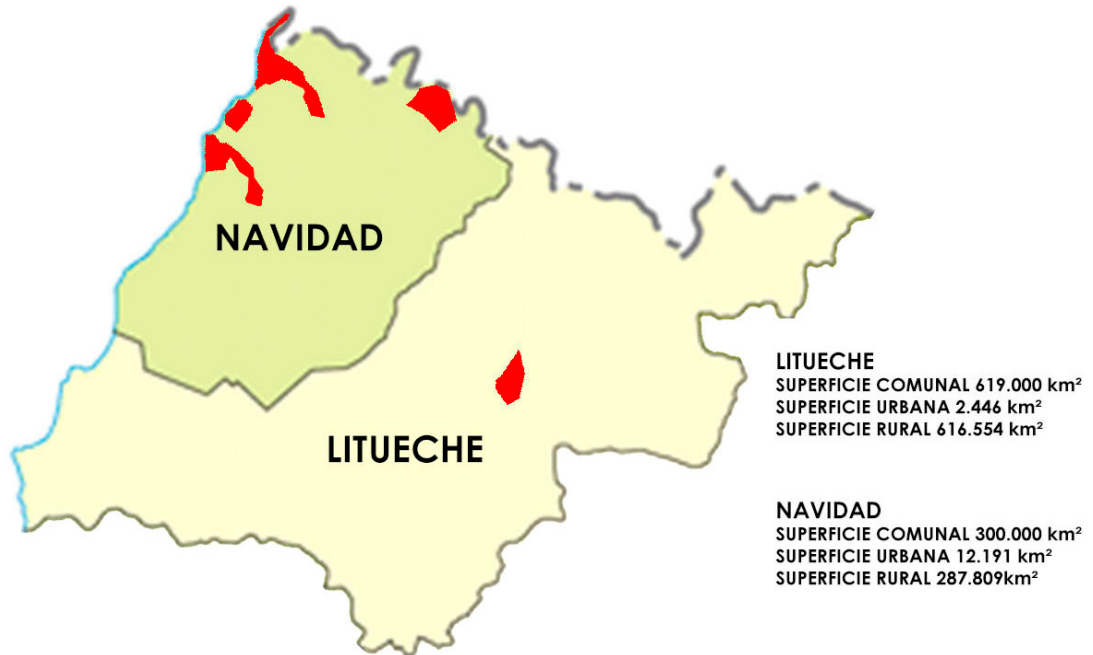 NAVIDAD
LITUECHE
LITUECHE
SUPERFICIE COMUNAL 619.000 km²
SUPERFICIE URBANA 2.446 km²
SUPERFICIE RURAL 616.554 km²
NAVIDAD
SUPERFICIE COMUNAL 300.000 km²
SUPERFICIE URBANA 12.191 km²
SUPERFICIE RURAL 287.809km²